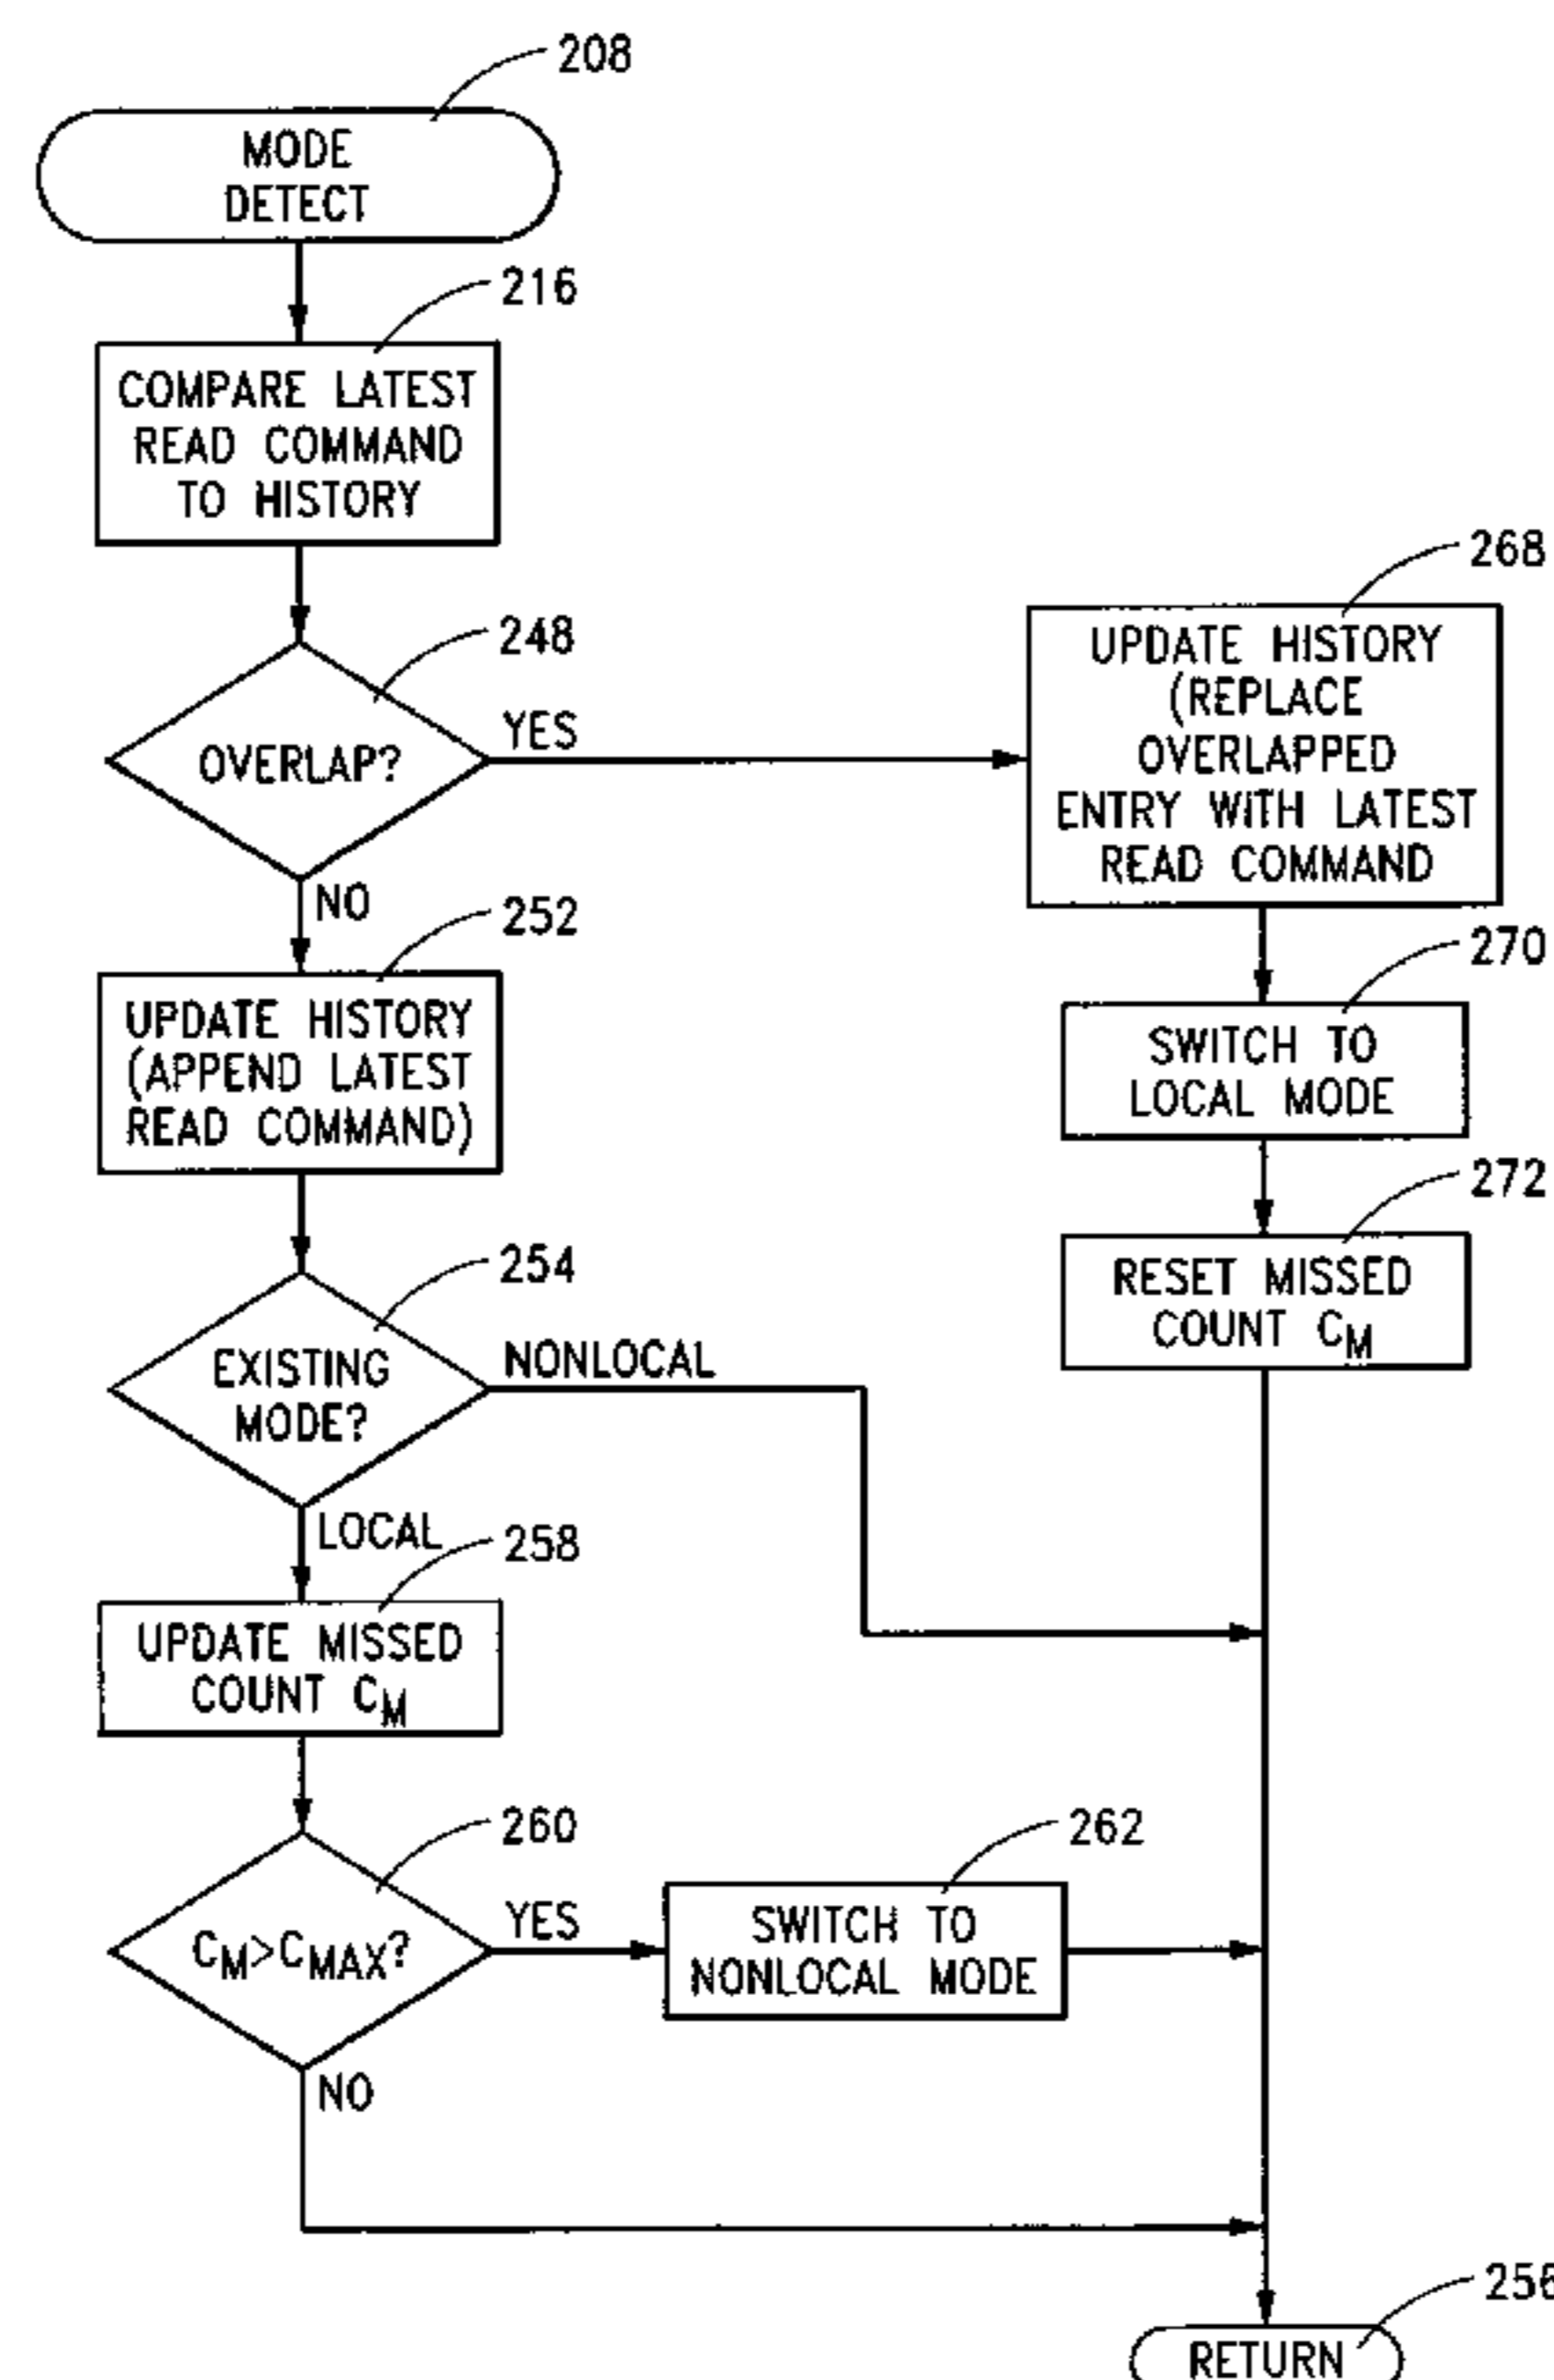 208
MODE
DETECT
216
COMPARE LATEST
READ COMMAND
TO HISTORY
248
OVERLAP?
YES
NO
268
UPDATE HISTORY
(REPLACE
OVERLAPPED
ENTRY WITH LATEST
READ COMMAND
252
UPDATE HISTORY
(APPEND LATEST
READ COMMAND)
270
SWITCH TO
LOCAL MODE
272
RESET MISSED
COUNT CM
254
EXISTING
MODE?
NONLOCAL
LOCAL
258
UPDATE MISSED
COUNT CM
260
CM>CMAX?
YES
NO
262
SWITCH TO
NONLOCAL MODE
256
RETURN